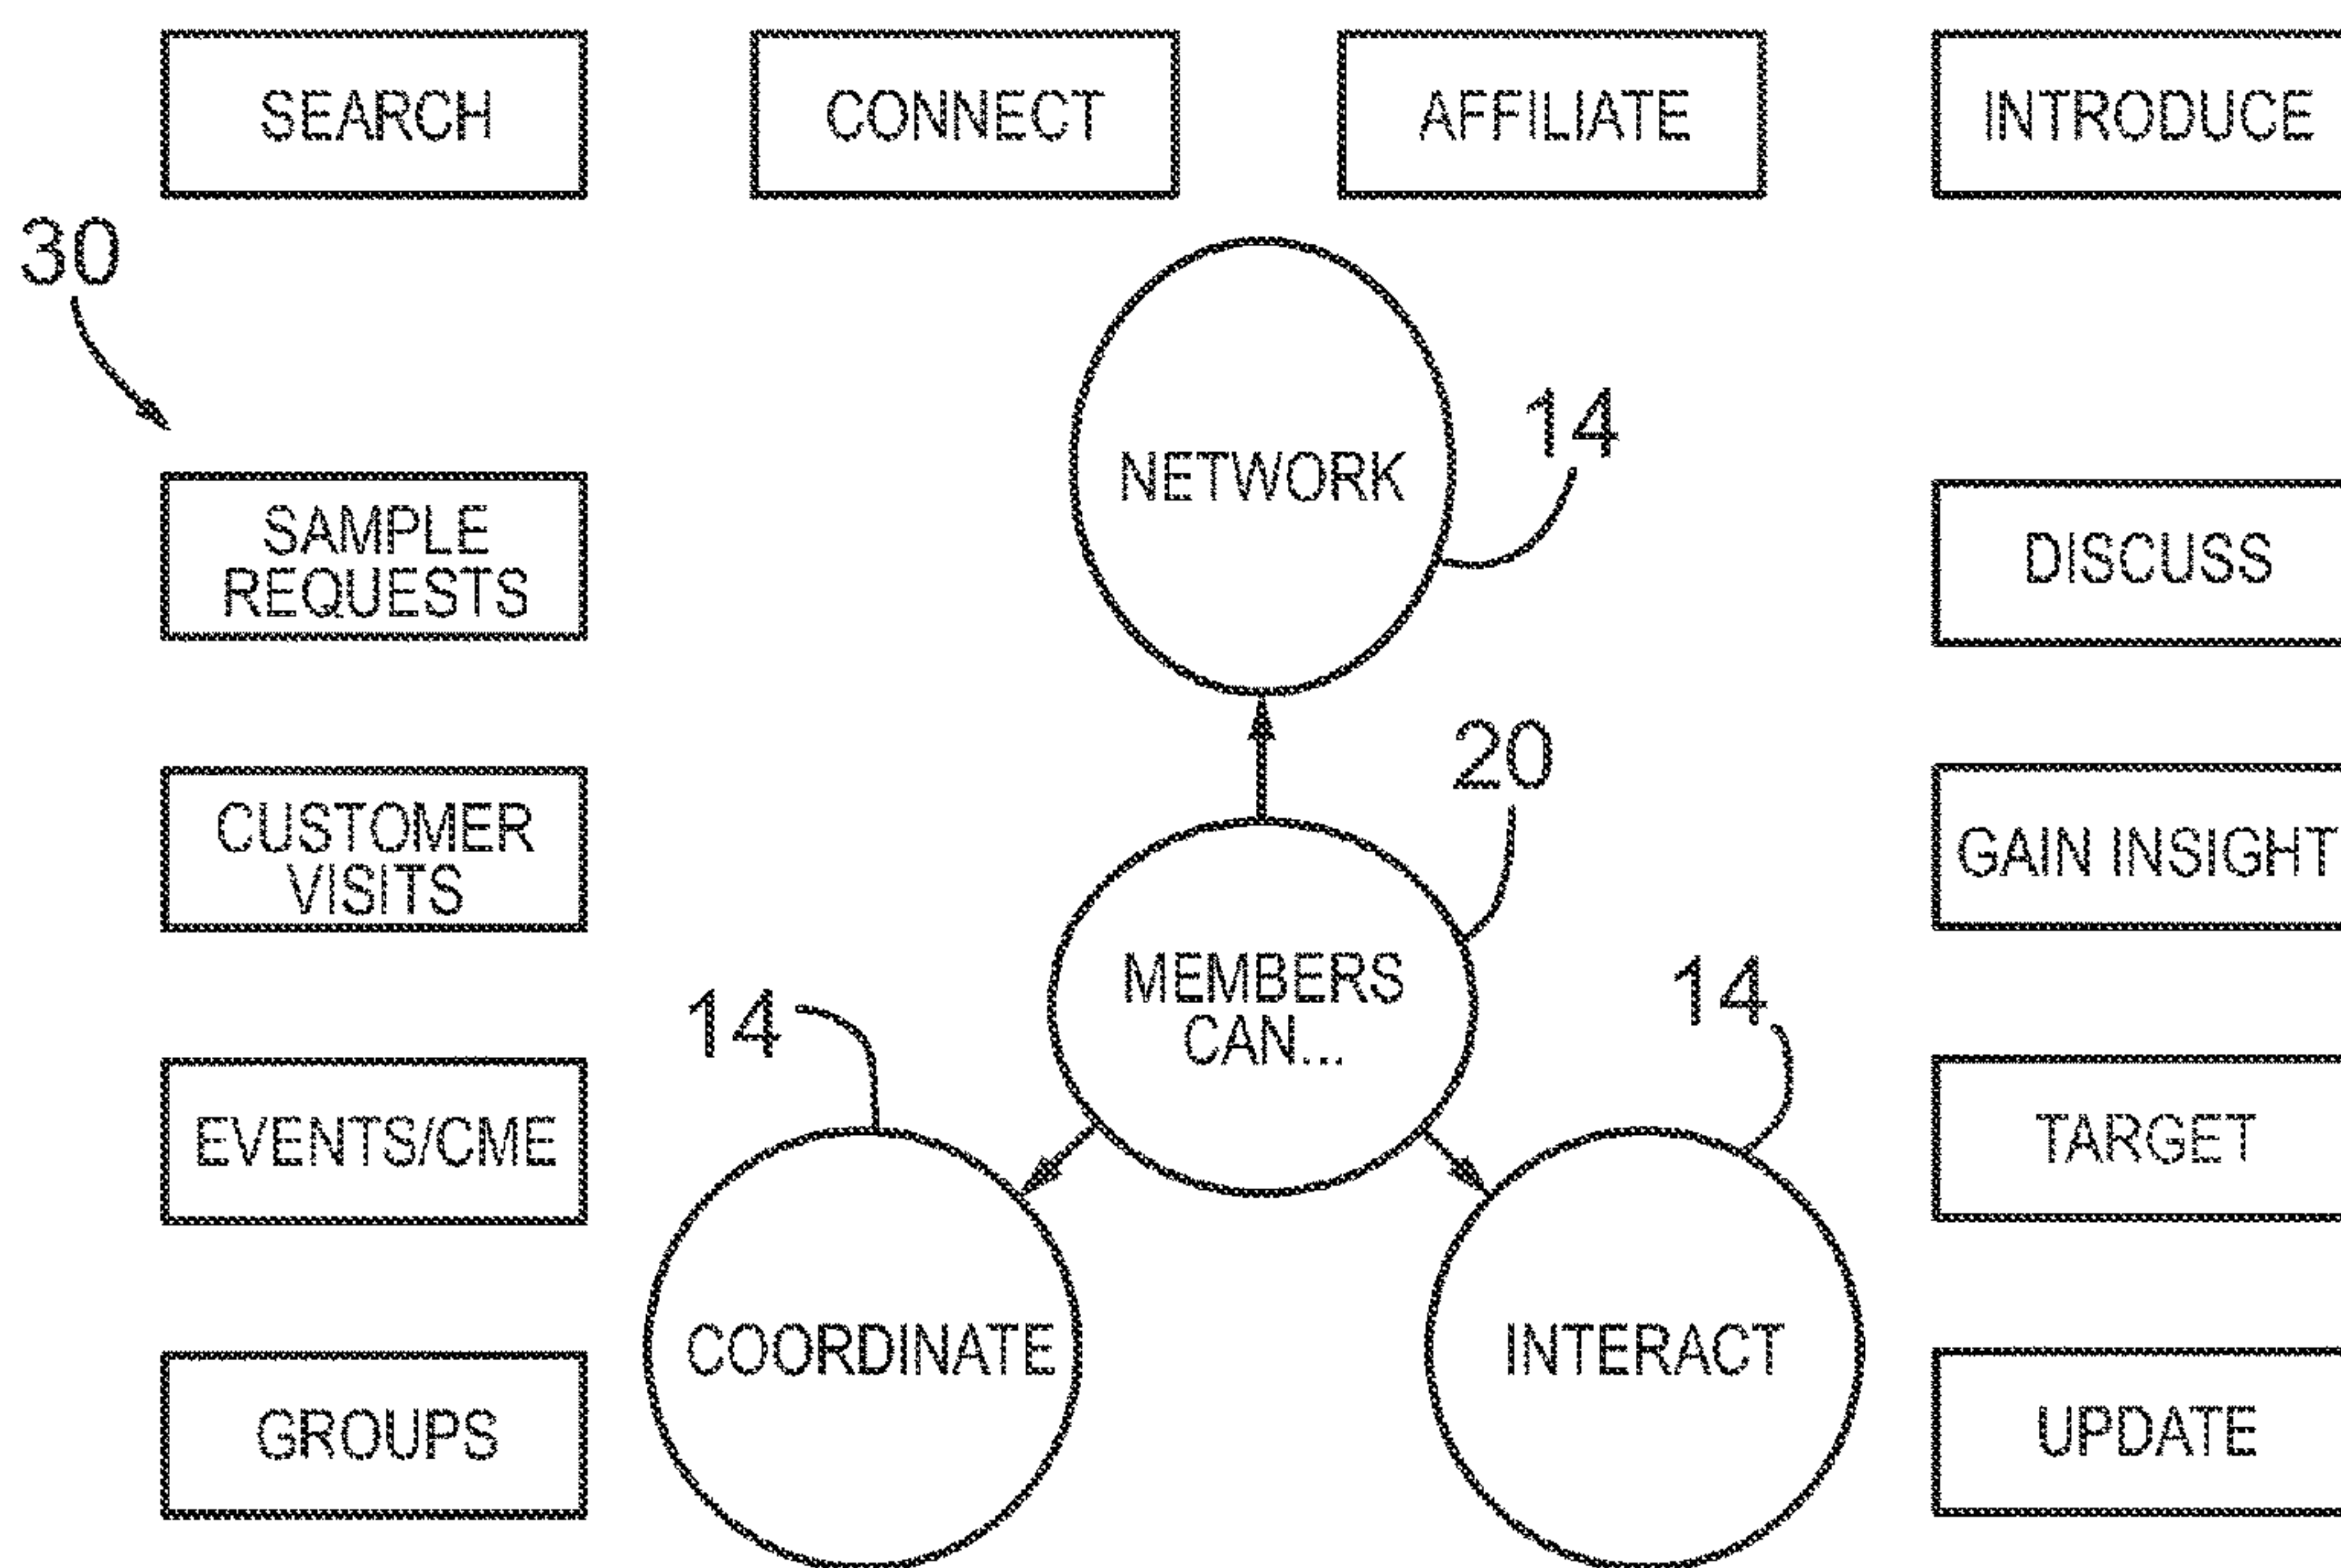 SEARCH
CONNECT
AFFILIATE
INTRODUCE
30
NETWORK
14
SAMPLE
REQUESTS
DISCUSS
20
CUSTOMER
VISITS
GAIN INSIGHT
MEMBERS
CAN...
14
14
EVENTS/CME
TARGET
COORDINATE
INTERACT
GROUPS
UPDATE